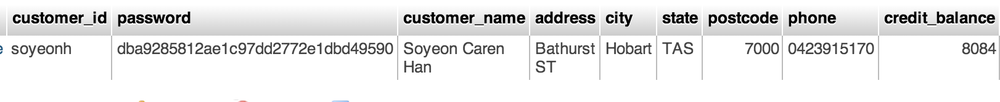 customer_id password customer_name address city state postcode phone credit_balance
e soyeonh dba9285812ae1c97dd2772e1dbd49590 Soyeon Caren Bathurst Hobart TAS 7000 0423915170 8084
Han ST